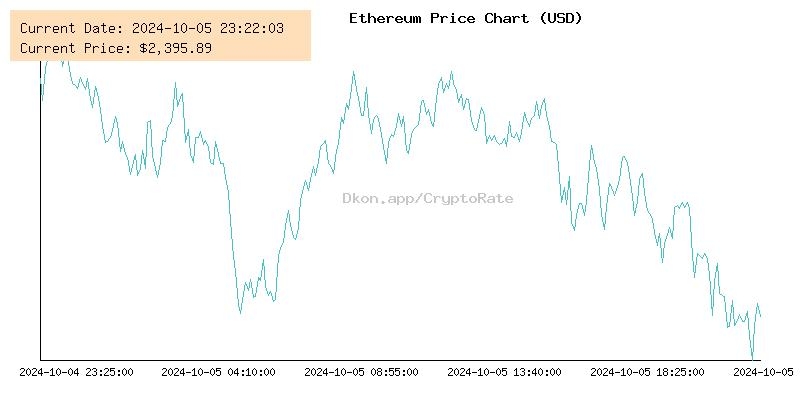 Ethereum Price Chart (USD)
Current Date: 2024-10-05 23:22:03
Current Price: $2,395.89
Dkon.app/CryptoRate
2024-10-04 23:25:00
2024-10-05 04:10:00
2024-10-05 08:55:00
2024-10-05 13:40:00
2024-10-05 18:25:00
2024-10-05